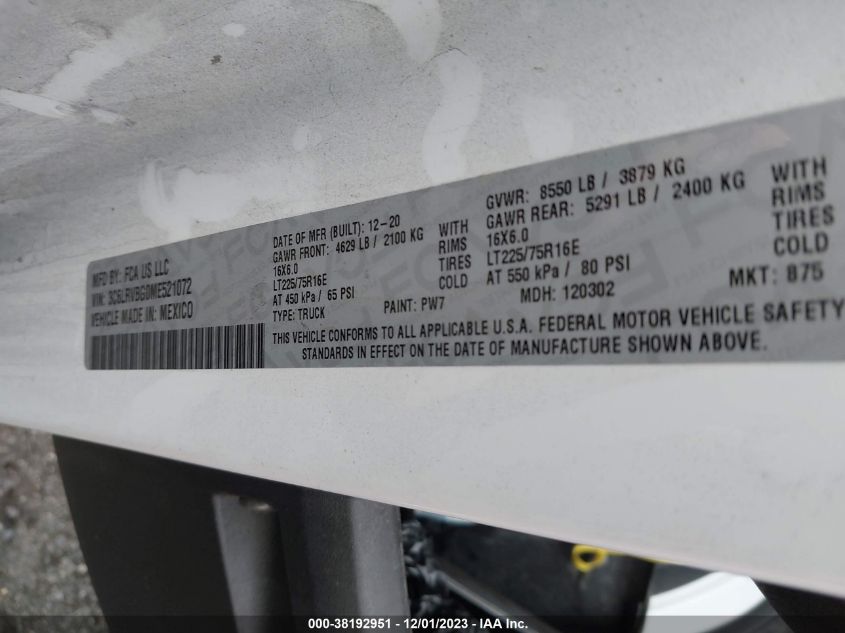 MFD BY: FCA US LLC
VIN: 3C6LRVBG0ME521072
VEHICLE MADE IN: MEXICO
DATE OF MFR (BUILT): 12-20
GAWR FRONT: 4629 LB / 2100 KG WITH
16X6.0 RIMS
LT225/75R16E TIRES
AT 450 kPa / 65 PSI COLD
TYPE: TRUCK
PAINT: PW7
GVWR: 8550 LB / 3879 KG
GAWR REAR: 5291 LB / 2400 KG WITH
16X6.0 RIMS
LT225/75R16E TIRES
AT 550 kPa / 80 PSI COLD
MDH: 120302
MKT: 875
THIS VEHICLE CONFORMS TO ALL APPLICABLE U.S.A. FEDERAL MOTOR VEHICLE SAFETY
STANDARDS IN EFFECT ON THE DATE OF MANUFACTURE SHOWN ABOVE.
000-38192951 - 12/01/2023 - IAA Inc.